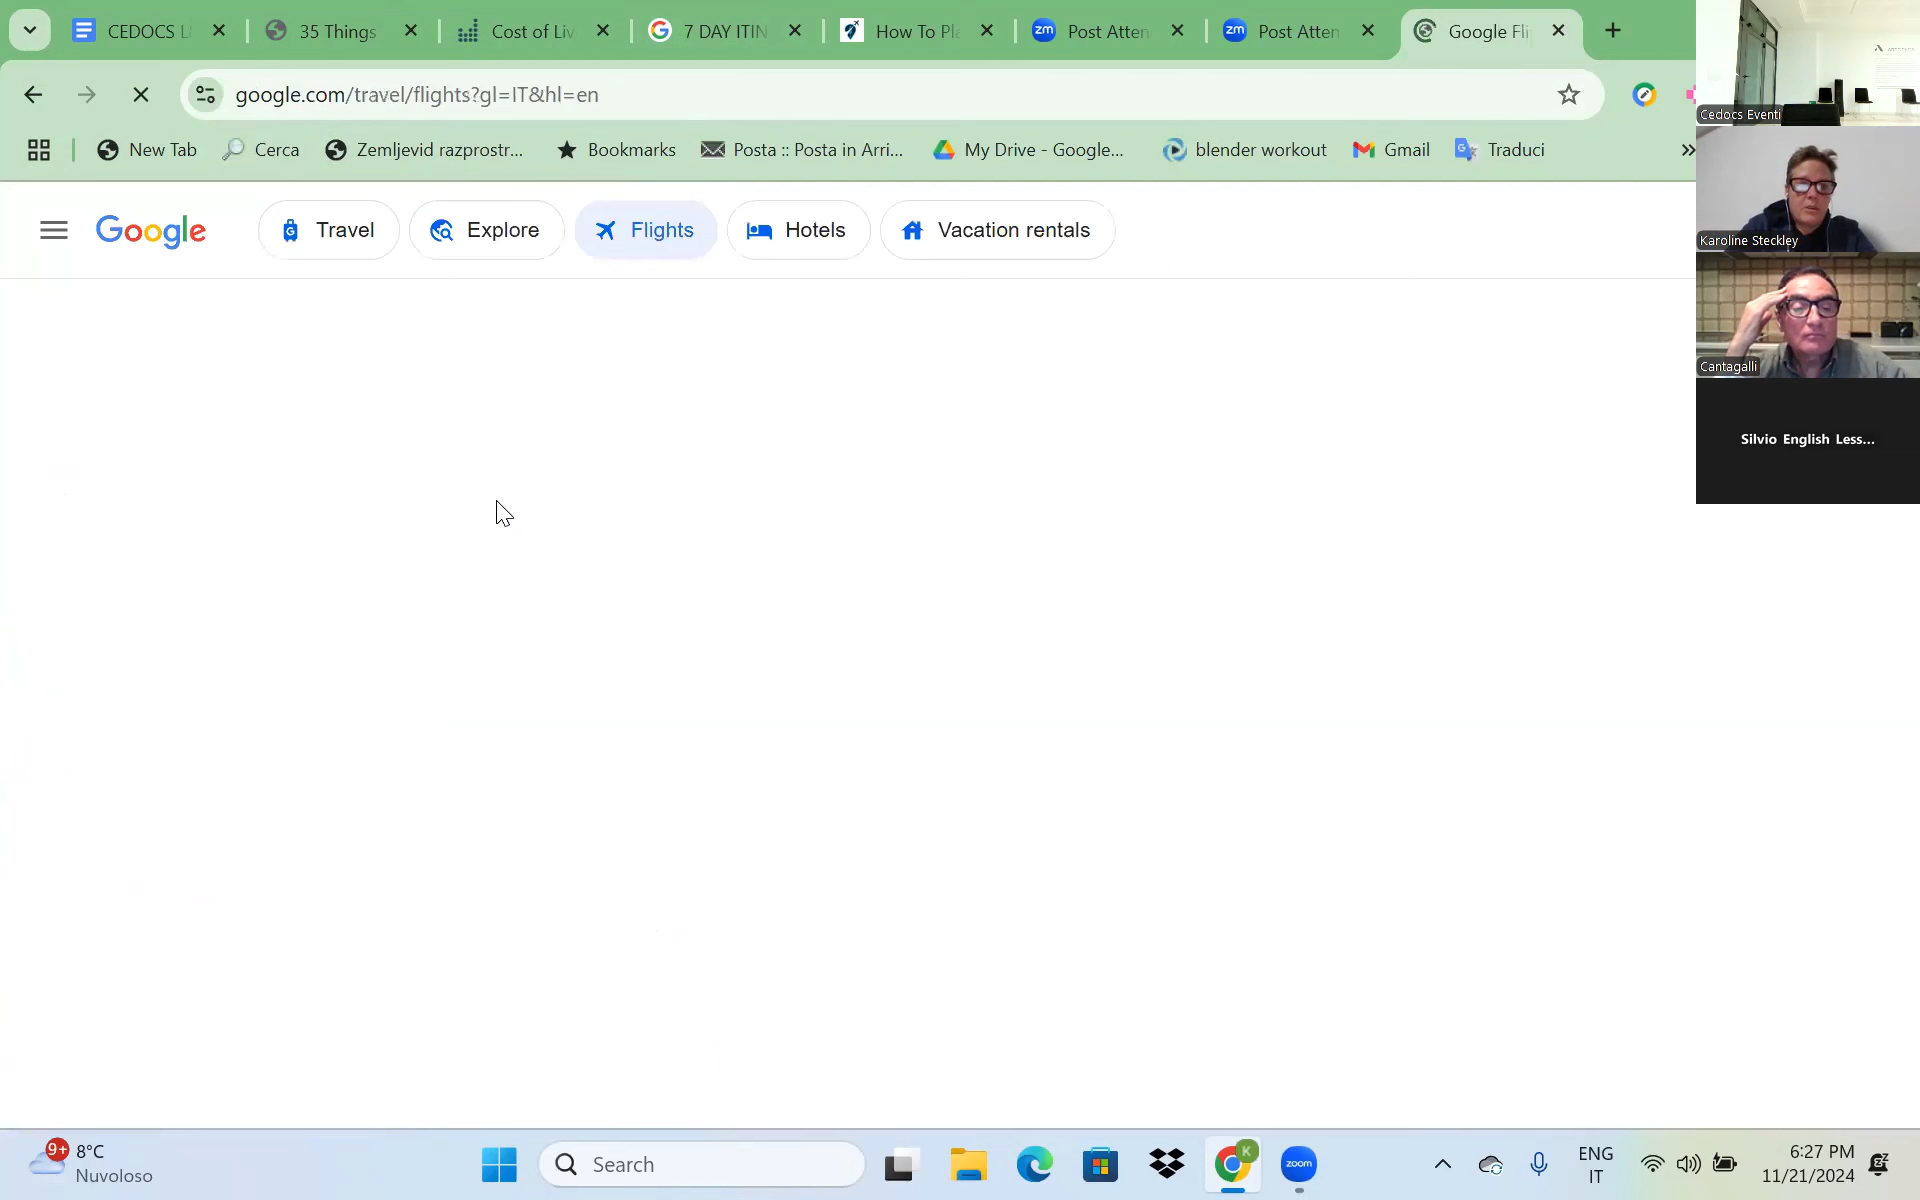 CEDOCS L
35 Things
Cost of Liv
7 DAY ITIN
How To Pla
Post Atten
Post Atten
Google Fli
google.com/travel/flights?gl=IT&hl=en
New Tab
Cerca
Zemljevid razprostr...
Bookmarks
Posta :: Posta in Arri...
My Drive - Google...
blender workout
Gmail
Traduci
Google
Travel
Explore
Flights
Hotels
Vacation rentals
Cedocs Eventi
Karoline Steckley
Cantagalli
Silvio English Less...
9+
8°C
Nuvoloso
Search
K
zoom
ENG
IT
6:27 PM
11/21/2024